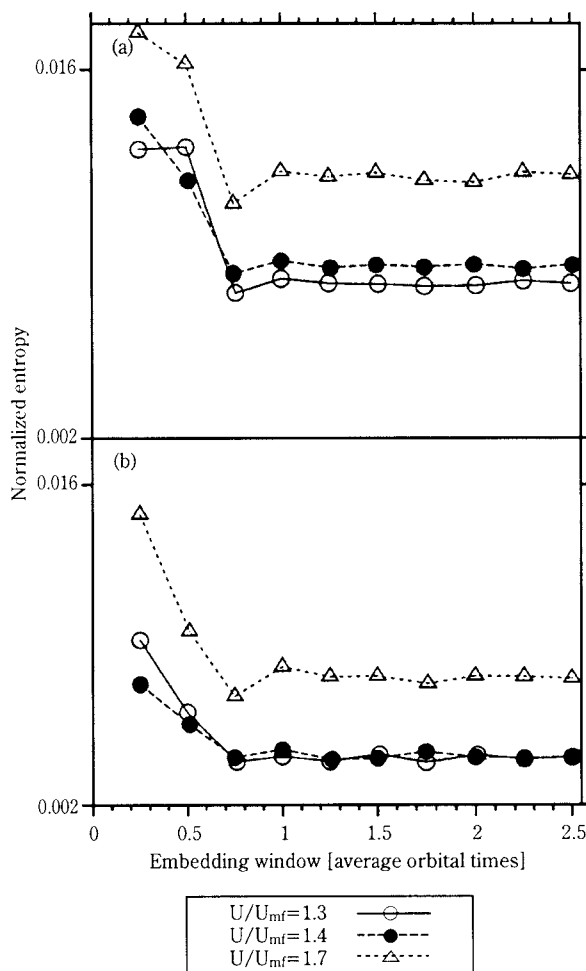 (a)
0.016
Normalized entropy
0.002
(b)
0.016
0.002
0 0.5 1 1.5 2 2.5
Embedding window [average orbital times]
U/Umf=1.3
U/Umf=1.4
U/Umf=1.7